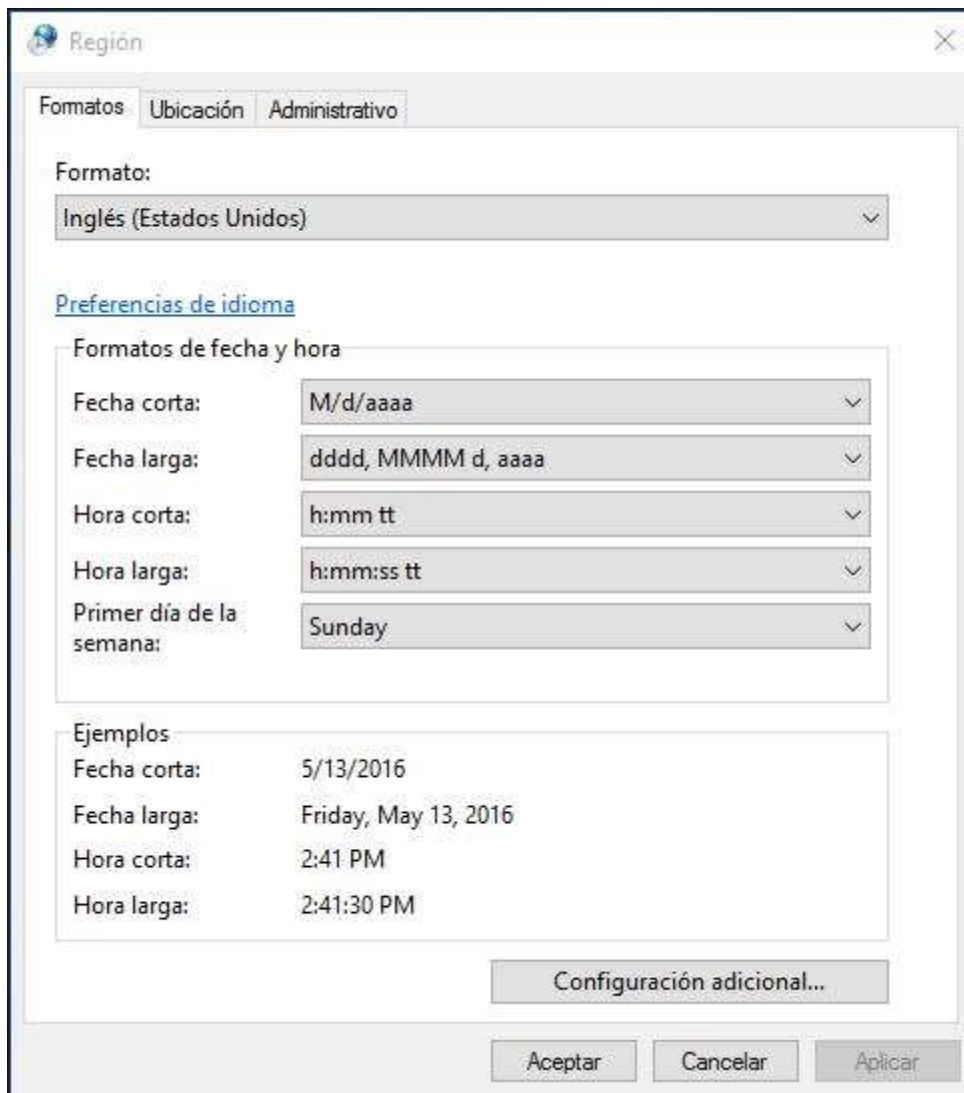 Región
Formatos Ubicación Administrativo
Formato:
Inglés (Estados Unidos)
Preferencias de idioma
Formatos de fecha y hora
Fecha corta: M/d/aaaa
Fecha larga: dddd, MMMM d, aaaa
Hora corta: h:mm tt
Hora larga: h:mm:ss tt
Primer día de la
semana: Sunday
Ejemplos
Fecha corta: 5/13/2016
Fecha larga: Friday, May 13, 2016
Hora corta: 2:41 PM
Hora larga: 2:41:30 PM
Configuración adicional...
Aceptar Cancelar Aplicar